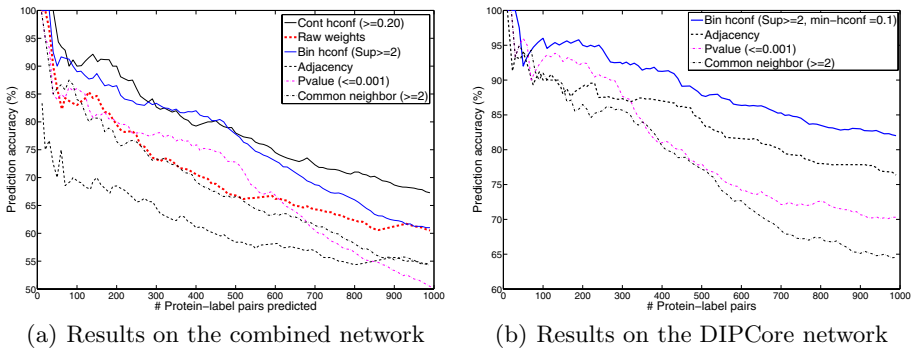 100
95
90
85
80
75
70
65
60
55
50
Prediction accuracy (%)
0 100 200 300 400 500 600 700 800 900 1000
# Protein−label pairs predicted
Cont hconf (>=0.20)
Raw weights
Bin hconf (Sup>=2)
Adjacency
Pvalue (<=0.001)
Common neighbor (>=2)
(a) Results on the combined network
100
95
90
85
80
75
70
65
60
Prediction accuracy (%)
0 100 200 300 400 500 600 700 800 900 1000
# Protein−label pairs
Bin hconf (Sup>=2, min−hconf =0.1)
Adjacency
Pvalue (<=0.001)
Common neighbor (>=2)
(b) Results on the DIPCore network